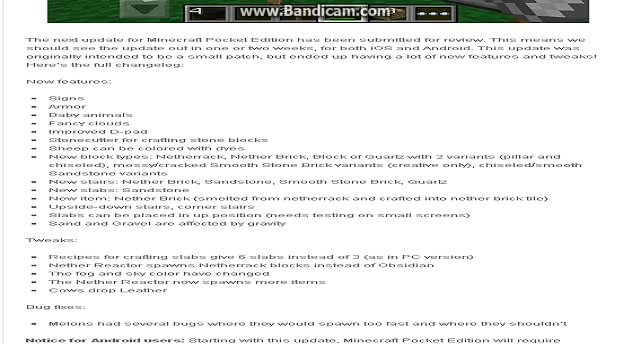 www.Bandicam.com
The next update for Minecraft Pocket Edition has been submitted for review. This means we
should see the update out in one or two weeks, for both iOS and Android. This update was
originally intended to be a small patch, but ended up having a lot of new features and tweaks!
Here's the full changelog:
New features:
Signs
Armor
Baby animals
Fancy clouds
Improved D-pad
Stonecutter for crafting stone blocks
Sheep can be colored with dyes
New block types: Netherrack, Nether Brick, Block of Quartz with 2 variants (pillar and
chiseled), mossy/cracked Smooth Stone Brick variants (creative only), chiseled/smooth
Sandstone variants
New stairs: Nether Brick, Sandstone, Smooth Stone Brick, Quartz
New slabs: Sandstone
New item: Nether Brick (smelted from netherrack and crafted into nether brick tile)
Upside-down stairs, corner stairs
Slabs can be placed in up position (needs testing on small screens)
Sand and Gravel are affected by gravity
Tweaks:
Recipes for crafting slabs give 6 slabs instead of 3 (as in PC version)
Nether Reactor spawns Netherrack blocks instead of Obsidian
The fog and sky color have changed
The Nether Reactor now spawns more items
Cows drop Leather
Bug fixes:
Melons had several bugs where they would spawn too fast and where they shouldn't
Notice for Android users: Starting with this update, Minecraft Pocket Edition will require